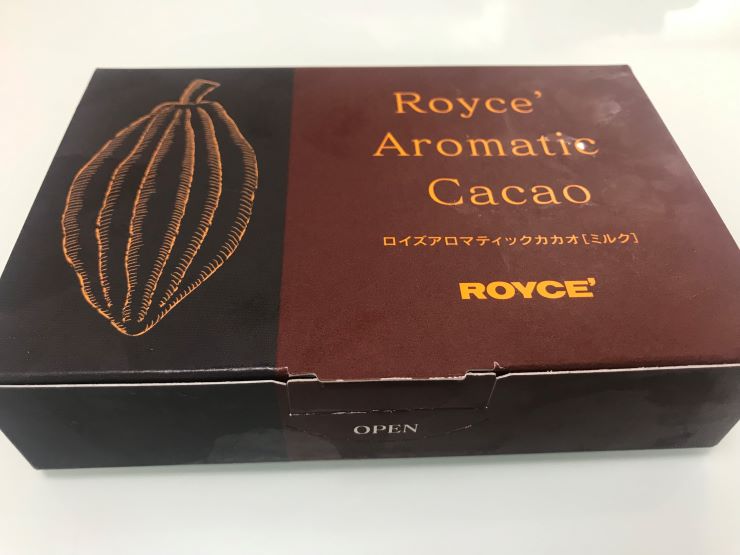 Royce'
Aromatic
Cacao
ロイズアロマティックカカオ[ミルク]
ROYCE'
OPEN